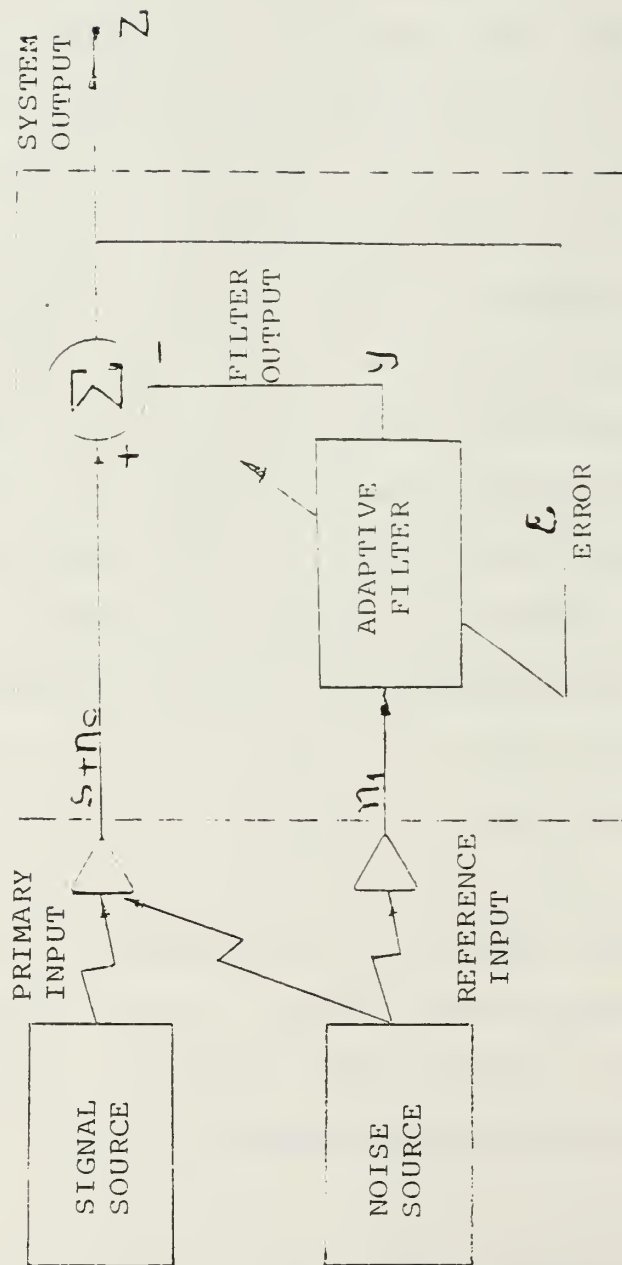 SIGNAL
SOURCE
PRIMARY
INPUT
S+n₀
+
Σ
−
SYSTEM
OUTPUT
Z
NOISE
SOURCE
REFERENCE
INPUT
n₁
ADAPTIVE
FILTER
y
FILTER
OUTPUT
ε
ERROR